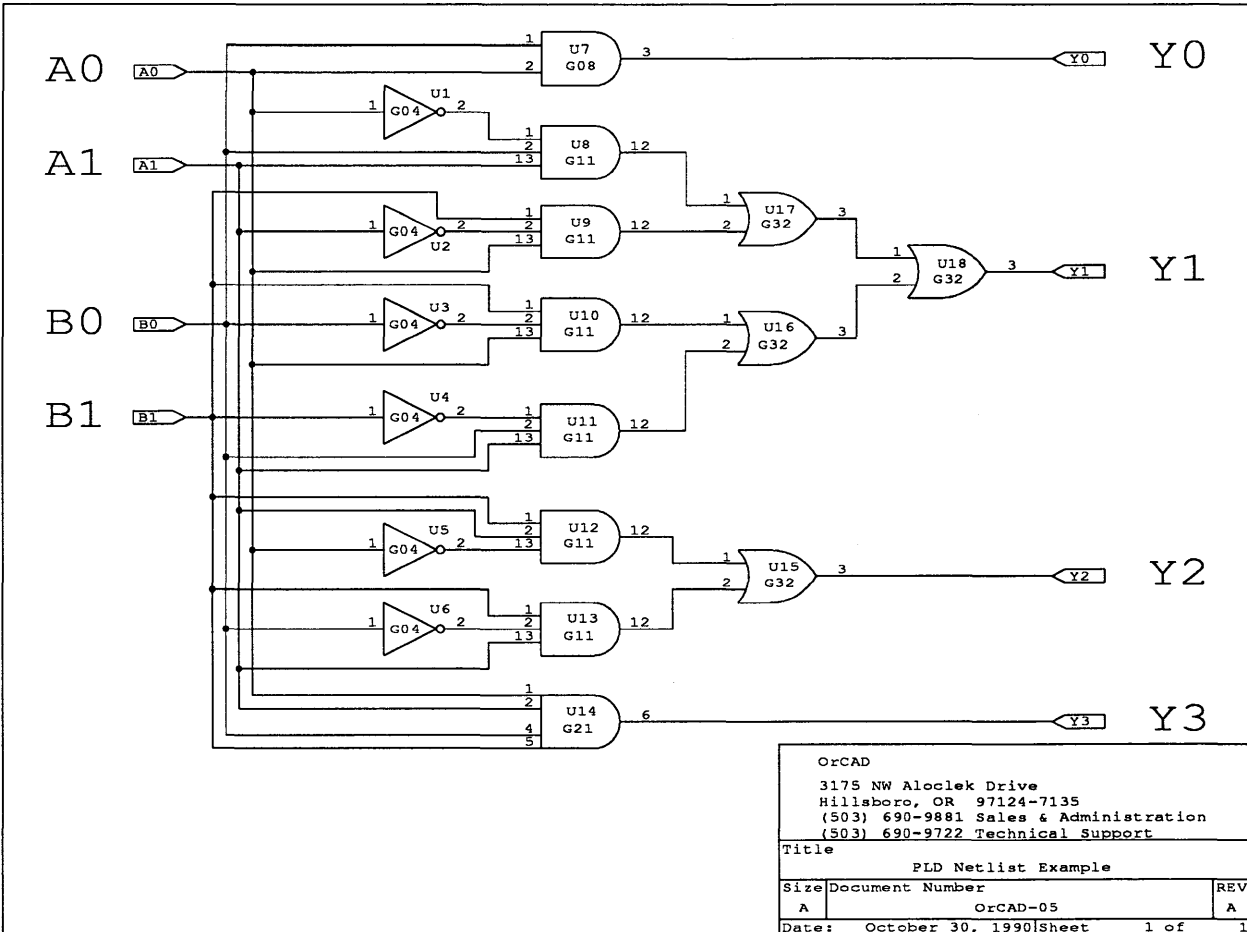 1
U7
3
A0
A0
2
G08
Y0
Y0
U1
1
G04
2
1
2
U8
12
A1
A1
13
G11
1
U17
3
1
G04
2
U2
1
2
13
U9
G11
12
2
G32
1
U18
3
Y1
Y1
2
G32
U3
B0
B0
1
G04
2
1
2
13
U10
G11
12
1
U16
3
2
G32
U4
B1
B1
1
G04
2
1
2
13
U11
G11
12
U5
1
G04
2
1
2
13
U12
G11
12
1
U15
3
Y2
Y2
2
G32
U6
1
G04
2
1
2
13
U13
G11
12
1
2
4
5
U14
G21
6
Y3
Y3
OrCAD
3175 NW Aloclek Drive
Hillsboro, OR 97124-7135
(503) 690-9881 Sales & Administration
(503) 690-9722 Technical Support
Title
PLD Netlist Example
Size Document Number REV
A OrCAD-05 A
Date: October 30, 1990 Sheet 1 of 1